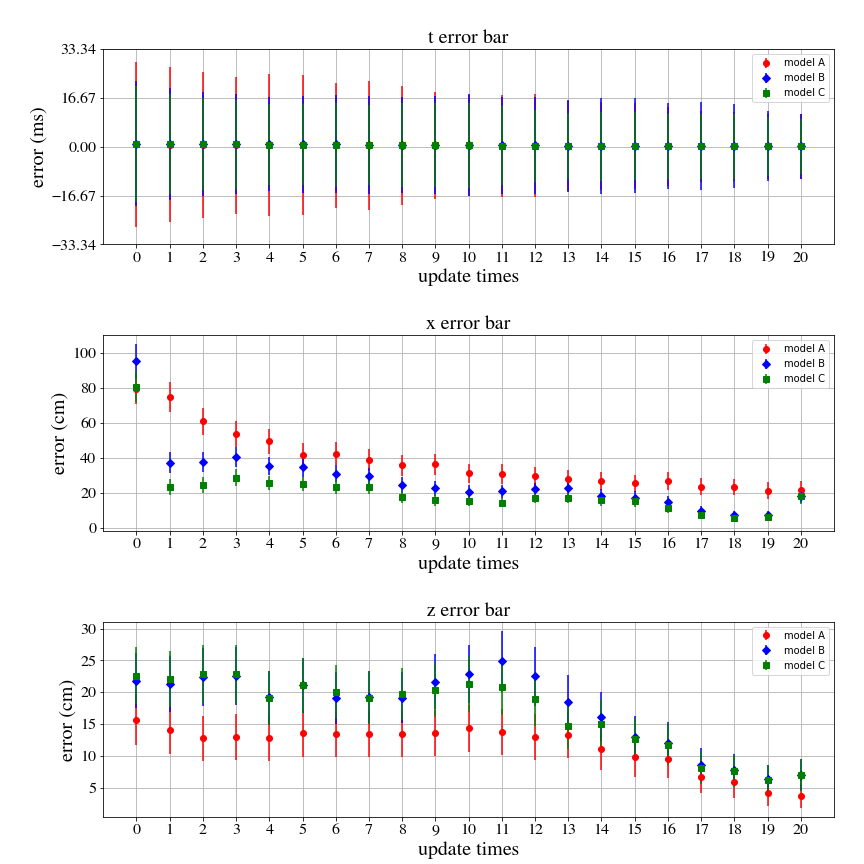 t error bar
33.34
16.67
0.00
−16.67
−33.34
error (ms)
model A
model B
model C
0 1 2 3 4 5 6 7 8 9 10 11 12 13 14 15 16 17 18 19 20
update times
x error bar
100
80
60
40
20
0
error (cm)
model A
model B
model C
0 1 2 3 4 5 6 7 8 9 10 11 12 13 14 15 16 17 18 19 20
update times
z error bar
30
25
20
15
10
5
error (cm)
model A
model B
model C
0 1 2 3 4 5 6 7 8 9 10 11 12 13 14 15 16 17 18 19 20
update times